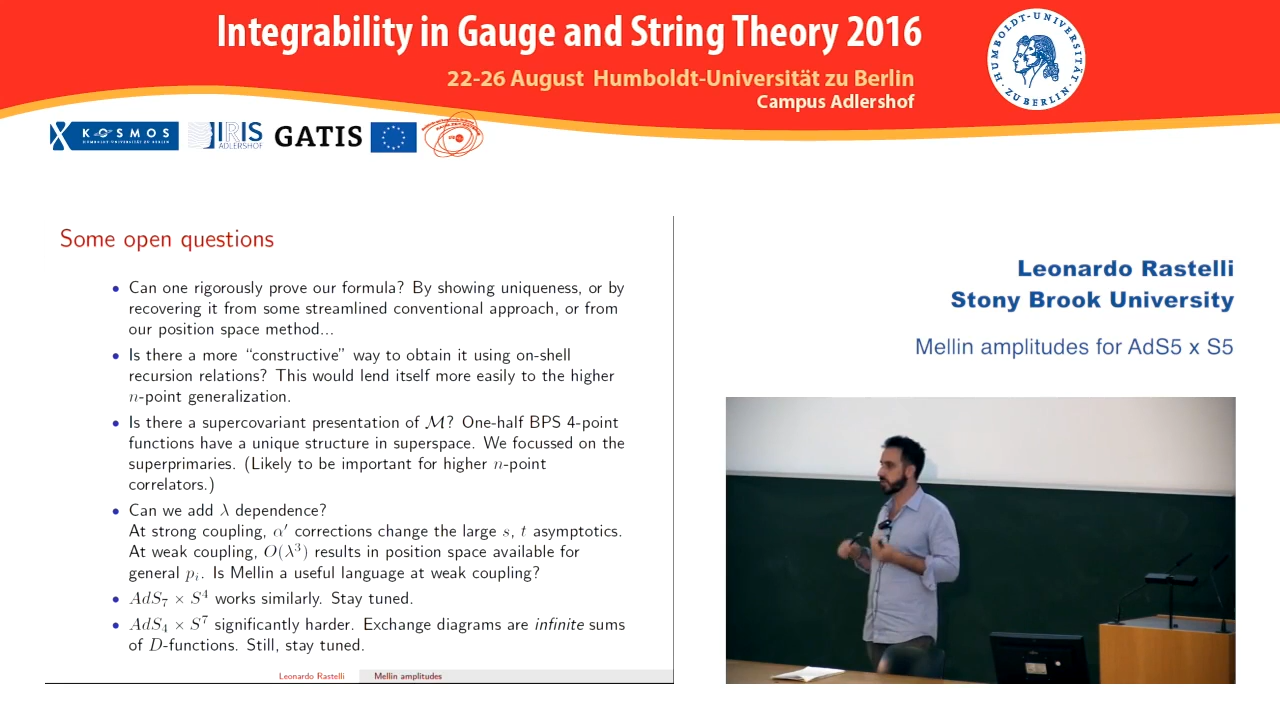 Integrability in Gauge and String Theory 2016
22-26 August Humboldt-Universität zu Berlin
Campus Adlershof
HUMBOLDT-UNIVERSITÄT
ZU BERLIN
KOSMOS
HUMBOLDT-UNIVERSITÄT ZU BERLIN
IRIS
ADLERSHOF
GATIS
Some open questions
• Can one rigorously prove our formula? By showing uniqueness, or by
recovering it from some streamlined conventional approach, or from
our position space method...
• Is there a more “constructive” way to obtain it using on-shell
recursion relations? This would lend itself more easily to the higher
n-point generalization.
• Is there a supercovariant presentation of ℳ? One-half BPS 4-point
functions have a unique structure in superspace. We focussed on the
superprimaries. (Likely to be important for higher n-point
correlators.)
• Can we add λ dependence?
At strong coupling, α′ corrections change the large s, t asymptotics.
At weak coupling, O(λ³) results in position space available for
general pᵢ. Is Mellin a useful language at weak coupling?
• AdS₇ × S⁴ works similarly. Stay tuned.
• AdS₄ × S⁷ significantly harder. Exchange diagrams are infinite sums
of D-functions. Still, stay tuned.
Leonardo Rastelli
Mellin amplitudes
Leonardo Rastelli
Stony Brook University
Mellin amplitudes for AdS5 x S5